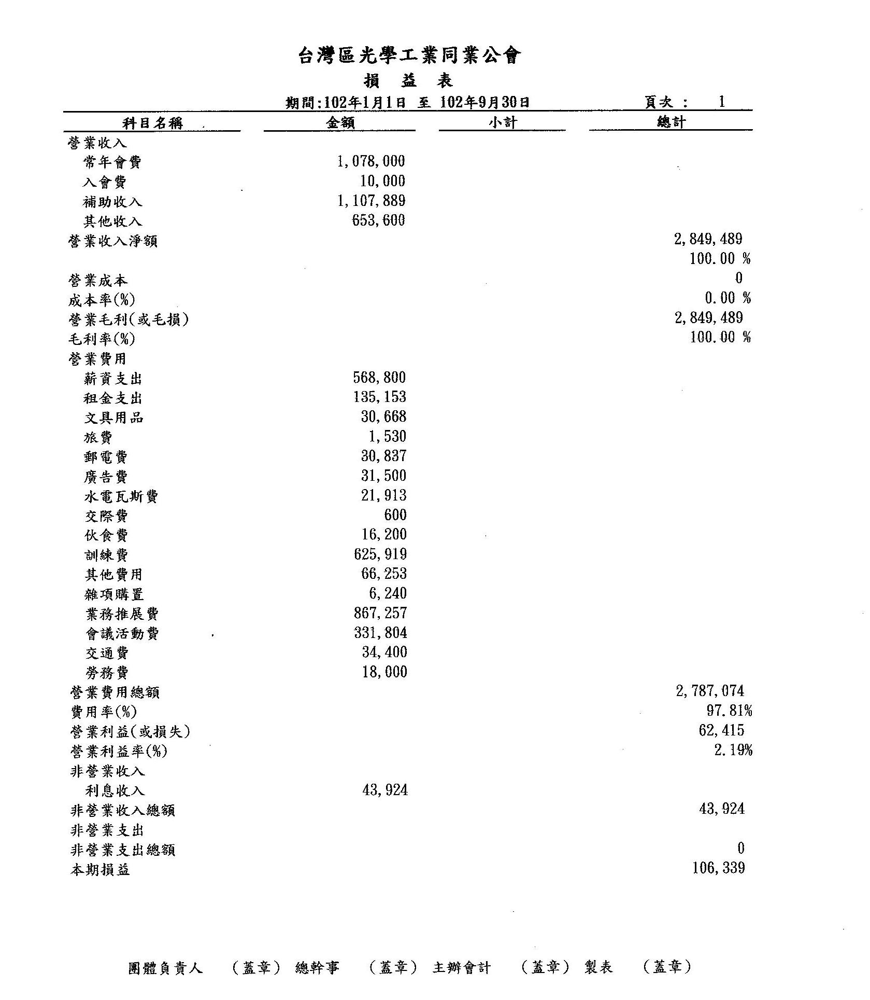 台灣區光學工業同業公會
損 益 表
期間:102年1月1日 至 102年9月30日 頁次 : 1
科目名稱 金額 小計 總計
營業收入
常年會費 1,078,000
入會費 10,000
補助收入 1,107,889
其他收入 653,600
營業收入淨額 2,849,489
100.00 %
營業成本 0
成本率(%) 0.00 %
營業毛利(或毛損) 2,849,489
毛利率(%) 100.00 %
營業費用
薪資支出 568,800
租金支出 135,153
文具用品 30,668
旅費 1,530
郵電費 30,837
廣告費 31,500
水電瓦斯費 21,913
交際費 600
伙食費 16,200
訓練費 625,919
其他費用 66,253
雜項購置 6,240
業務推展費 867,257
會議活動費 331,804
交通費 34,400
勞務費 18,000
營業費用總額 2,787,074
費用率(%) 97.81%
營業利益(或損失) 62,415
營業利益率(%) 2.19%
非營業收入
利息收入 43,924
非營業收入總額 43,924
非營業支出
非營業支出總額 0
本期損益 106,339
團體負責人 (蓋章) 總幹事 (蓋章) 主辦會計 (蓋章) 製表 (蓋章)